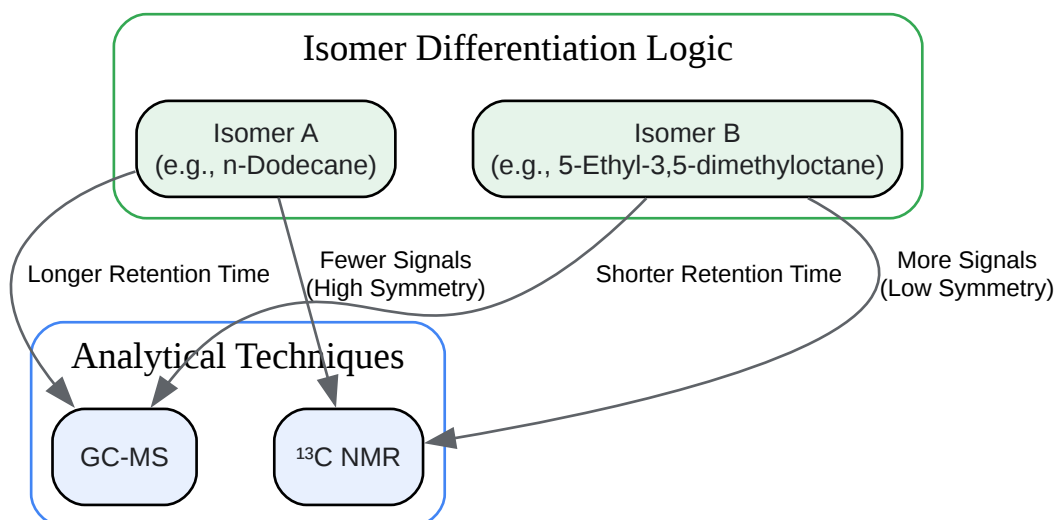 Isomer Differentiation Logic
Isomer A
(e.g., n-Dodecane)
Isomer B
(e.g., 5-Ethyl-3,5-dimethyloctane)
Longer Retention Time
Fewer Signals
(High Symmetry)
Shorter Retention Time
More Signals
(Low Symmetry)
Analytical Techniques
GC-MS
¹³C NMR